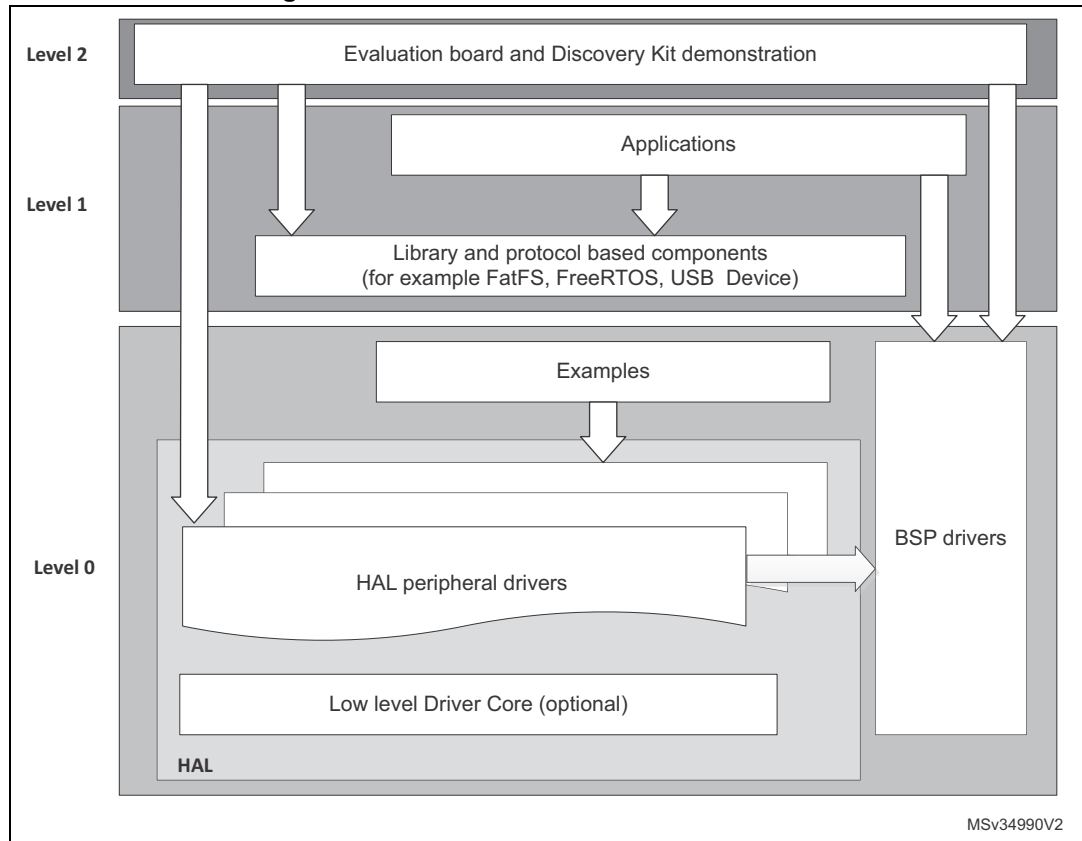 Level 2
Evaluation board and Discovery Kit demonstration
Applications
Level 1
Library and protocol based components
(for example FatFS, FreeRTOS, USB Device)
Examples
BSP drivers
Level 0
HAL peripheral drivers
Low level Driver Core (optional)
HAL
MSv34990V2